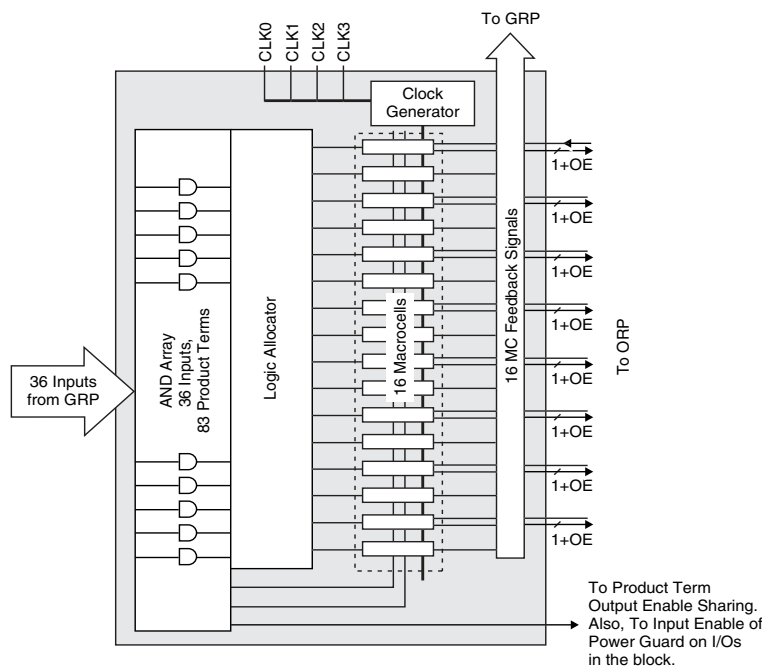 To GRP
CLK0
CLK1
CLK2
CLK3
Clock
Generator
1+OE
1+OE
1+OE
1+OE
1+OE
1+OE
1+OE
1+OE
36 Inputs
from GRP
AND Array
36 Inputs,
83 Product Terms
Logic Allocator
16 Macrocells
16 MC Feedback Signals
To ORP
To Product Term
Output Enable Sharing.
Also, To Input Enable of
Power Guard on I/Os
in the block.